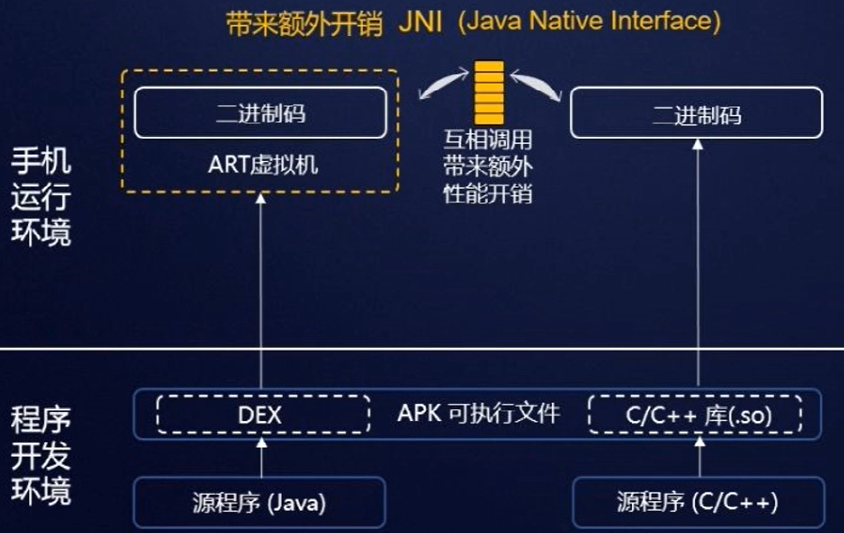 带来额外开销 JNI (Java Native Interface)
二进制码
ART虚拟机
互相调用
带来额外
性能开销
二进制码
手机
运行
环境
DEX
APK 可执行文件
C/C++ 库(.so)
程序
开发
环境
源程序 (Java)
源程序 (C/C++)